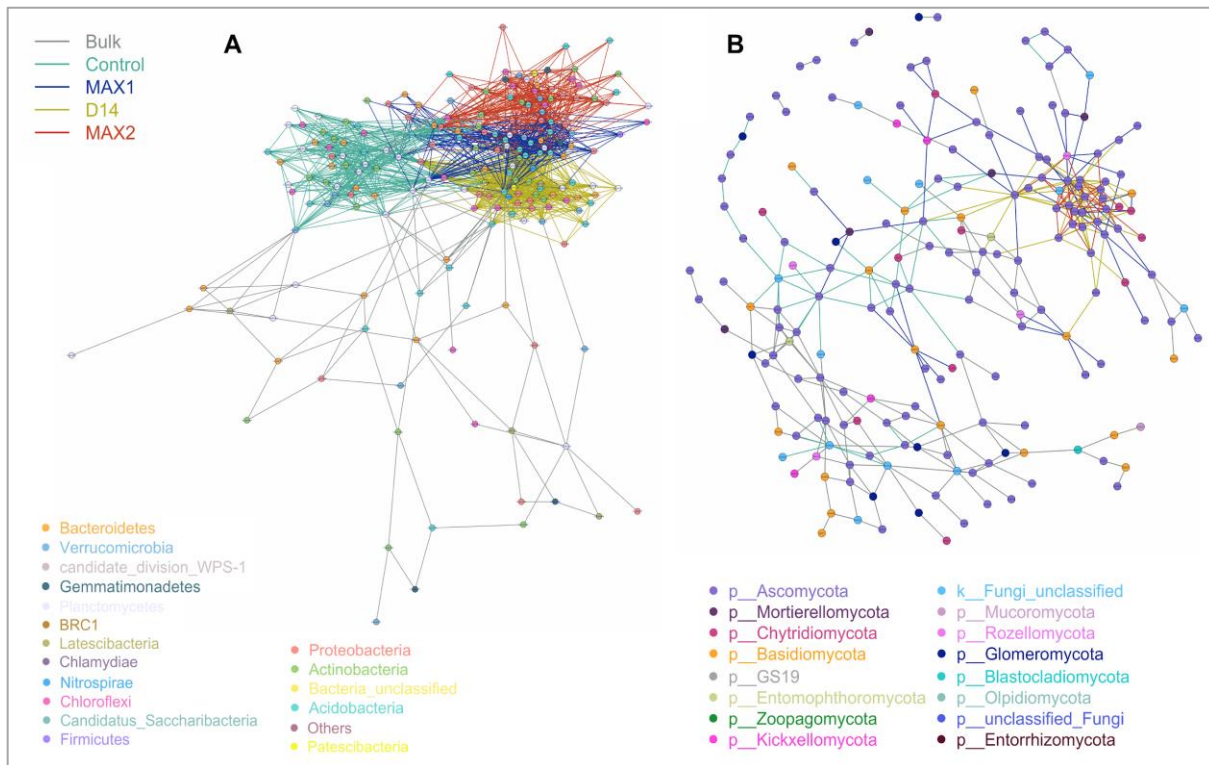 A
B
Bulk
Control
MAX1
D14
MAX2
Bacteroidetes
Verrucomicrobia
candidate_division_WPS-1
Gemmatimonadetes
Planctomycetes
BRC1
Latescibacteria
Chlamydiae
Nitrospirae
Chloroflexi
Candidatus_Saccharibacteria
Firmicutes
Proteobacteria
Actinobacteria
Bacteria_unclassified
Acidobacteria
Others
Patescibacteria
p__Ascomycota
p__Mortierellomycota
p__Chytridiomycota
p__Basidiomycota
p__GS19
p__Entomophthoromycota
p__Zoopagomycota
p__Kickxellomycota
k__Fungi_unclassified
p__Mucoromycota
p__Rozellomycota
p__Glomeromycota
p__Blastocladiomycota
p__Olpidiomycota
p__unclassified_Fungi
p__Entorrhizomycota